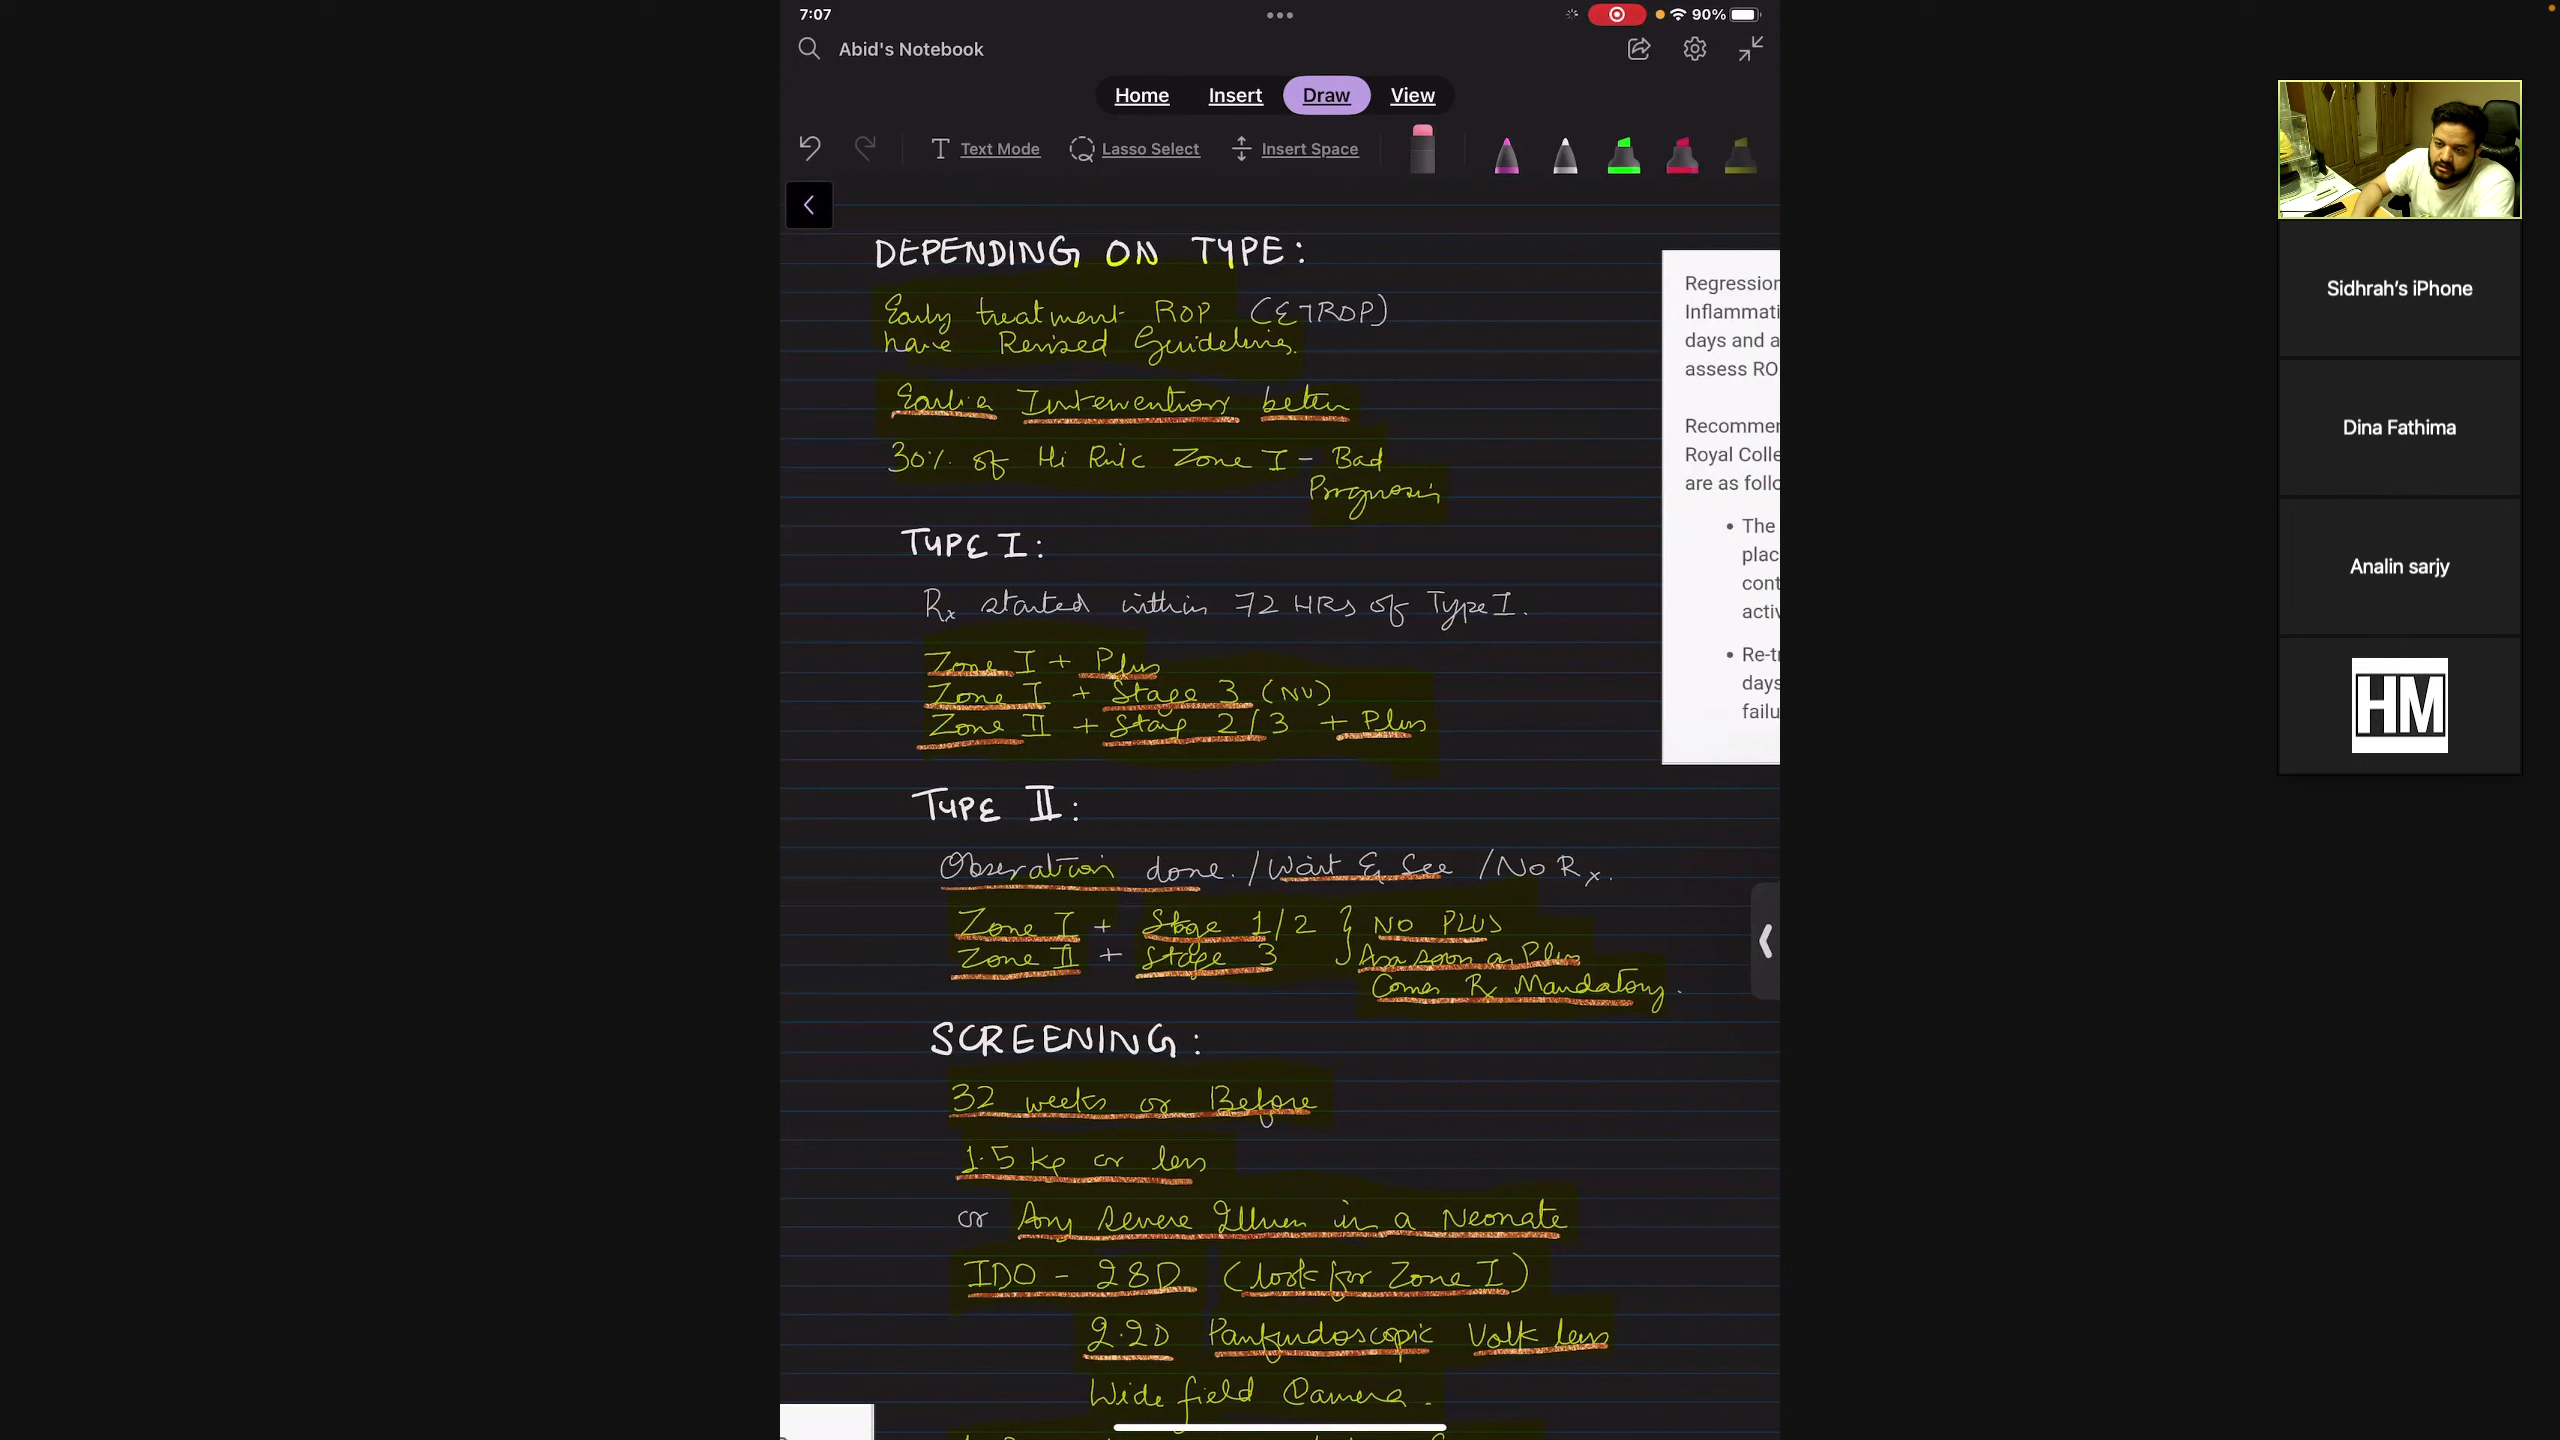 7:07
90%
Abid's Notebook
Home Insert Draw View
Text Mode Lasso Select Insert Space
DEPENDING ON TYPE:
Early treatment ROP (ETROP)
have Revised Guidelines.
Earlier Intervention better
30% of Hi Risk Zone I - Bad
Prognosis
TYPE I:
Rx started within 72 HRs of Type I.
Zone I + Plus
Zone I + Stage 3 (NV)
Zone II + Stage 2/3 + Plus
TYPE II:
Observation done. / Wait & See / No Rx.
Zone I + Stage 1/2 } NO PLUS
Zone II + Stage 3 } As soon as Plus
Comes Rx Mandatory.
SCREENING:
32 weeks or Before
1.5 kg or less
or Any severe Illness in a Neonate
IDO - 28D (look for Zone I)
2.2D Panfundoscopic Volk lens
Wide field Camera.
Regression
Inflammati
days and a
assess RO
Recommen
Royal Colle
are as follo
• The
plac
cont
activ
• Re-t
days
failu
Sidhrah's iPhone
Dina Fathima
Analin sarjy
HM